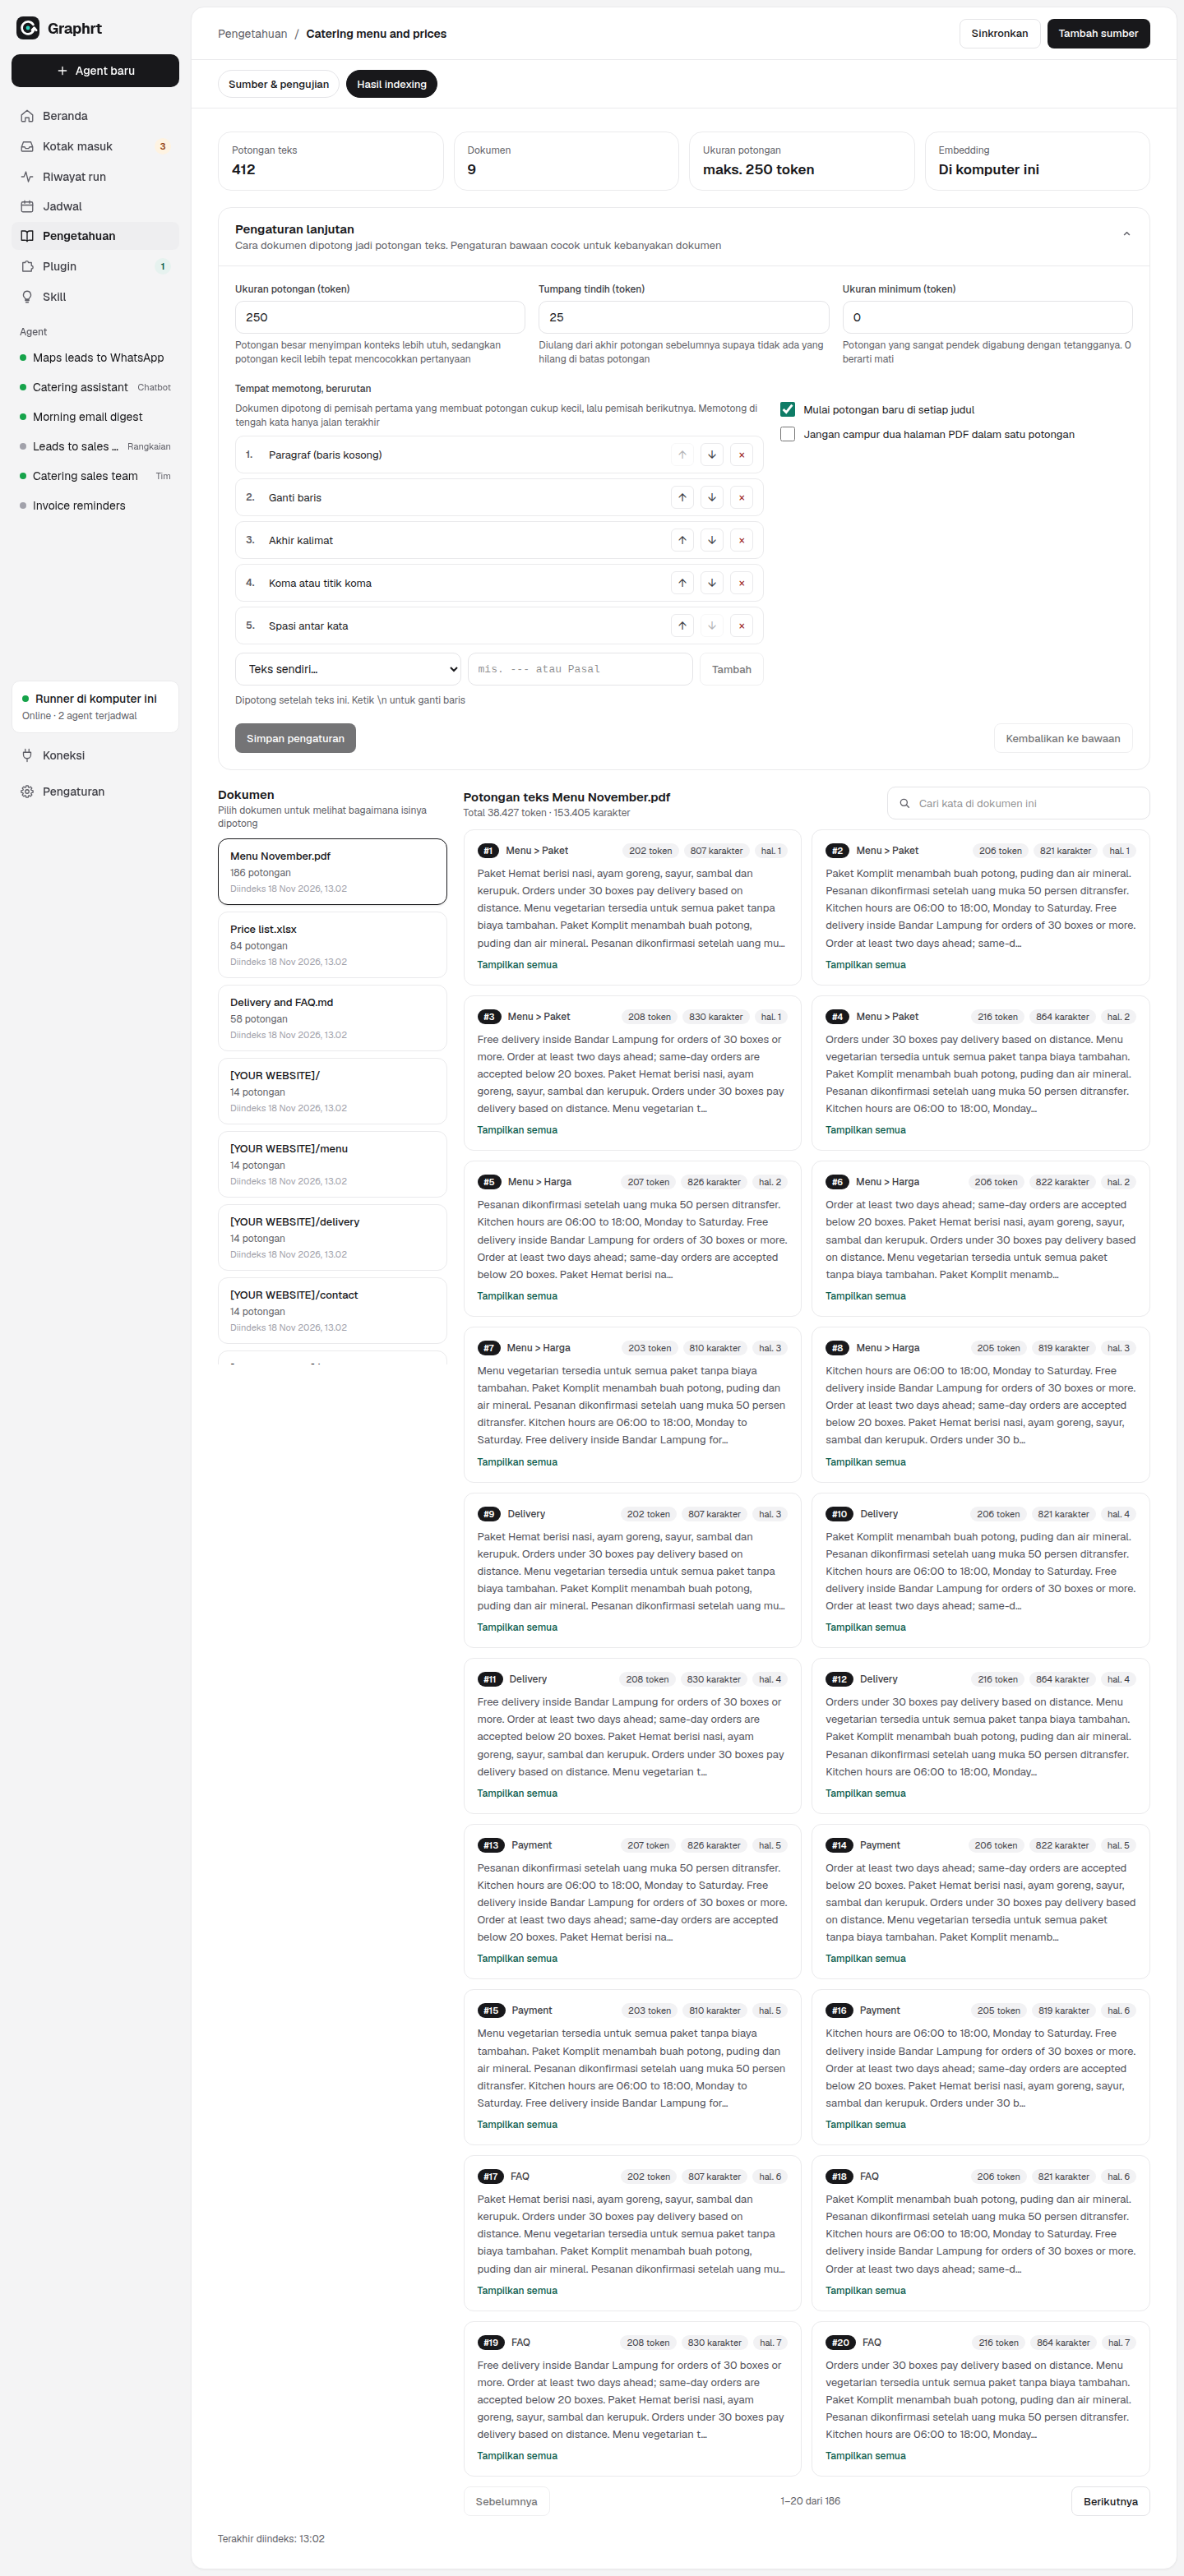 Graphrt
Agent baru
Beranda
Kotak masuk 3
Riwayat run
Jadwal
Pengetahuan
Plugin 1
Skill
Agent
Maps leads to WhatsApp
Catering assistant Chatbot
Morning email digest
Leads to sales ... Rangkaian
Catering sales team Tim
Invoice reminders
Runner di komputer ini
Online · 2 agent terjadwal
Koneksi
Pengaturan
Pengetahuan / Catering menu and prices
Sinkronkan
Tambah sumber
Sumber & pengujian
Hasil indexing
Potongan teks
412
Dokumen
9
Ukuran potongan
maks. 250 token
Embedding
Di komputer ini
Pengaturan lanjutan
Cara dokumen dipotong jadi potongan teks. Pengaturan bawaan cocok untuk kebanyakan dokumen
Ukuran potongan (token)
250
Potongan besar menyimpan konteks lebih utuh, sedangkan
potongan kecil lebih tepat mencocokkan pertanyaan
Tumpang tindih (token)
25
Diulang dari akhir potongan sebelumnya supaya tidak ada yang
hilang di batas potongan
Ukuran minimum (token)
0
Potongan yang sangat pendek digabung dengan tetangganya. 0
berarti mati
Tempat memotong, berurutan
Dokumen dipotong di pemisah pertama yang membuat potongan cukup kecil, lalu pemisah berikutnya. Memotong di
tengah kata hanya jalan terakhir
1. Paragraf (baris kosong)
2. Ganti baris
3. Akhir kalimat
4. Koma atau titik koma
5. Spasi antar kata
Teks sendiri...
mis. --- atau Pasal
Tambah
Dipotong setelah teks ini. Ketik \n untuk ganti baris
Mulai potongan baru di setiap judul
Jangan campur dua halaman PDF dalam satu potongan
Simpan pengaturan
Kembalikan ke bawaan
Dokumen
Pilih dokumen untuk melihat bagaimana isinya
dipotong
Menu November.pdf
186 potongan
Diindeks 18 Nov 2026, 13.02
Price list.xlsx
84 potongan
Diindeks 18 Nov 2026, 13.02
Delivery and FAQ.md
58 potongan
Diindeks 18 Nov 2026, 13.02
[YOUR WEBSITE]/
14 potongan
Diindeks 18 Nov 2026, 13.02
[YOUR WEBSITE]/menu
14 potongan
Diindeks 18 Nov 2026, 13.02
[YOUR WEBSITE]/delivery
14 potongan
Diindeks 18 Nov 2026, 13.02
[YOUR WEBSITE]/contact
14 potongan
Diindeks 18 Nov 2026, 13.02
Potongan teks Menu November.pdf
Total 38.427 token · 153.405 karakter
Cari kata di dokumen ini
#1 Menu > Paket 202 token 807 karakter hal. 1
Paket Hemat berisi nasi, ayam goreng, sayur, sambal dan
kerupuk. Orders under 30 boxes pay delivery based on
distance. Menu vegetarian tersedia untuk semua paket tanpa
biaya tambahan. Paket Komplit menambah buah potong,
puding dan air mineral. Pesanan dikonfirmasi setelah uang mu...
Tampilkan semua
#2 Menu > Paket 206 token 821 karakter hal. 1
Paket Komplit menambah buah potong, puding dan air mineral.
Pesanan dikonfirmasi setelah uang muka 50 persen ditransfer.
Kitchen hours are 06:00 to 18:00, Monday to Saturday. Free
delivery inside Bandar Lampung for orders of 30 boxes or more.
Order at least two days ahead; same-d...
Tampilkan semua
#3 Menu > Paket 208 token 830 karakter hal. 1
Free delivery inside Bandar Lampung for orders of 30 boxes or
more. Order at least two days ahead; same-day orders are
accepted below 20 boxes. Paket Hemat berisi nasi, ayam
goreng, sayur, sambal dan kerupuk. Orders under 30 boxes pay
delivery based on distance. Menu vegetarian t...
Tampilkan semua
#4 Menu > Paket 216 token 864 karakter hal. 2
Orders under 30 boxes pay delivery based on distance. Menu
vegetarian tersedia untuk semua paket tanpa biaya tambahan.
Paket Komplit menambah buah potong, puding dan air mineral.
Pesanan dikonfirmasi setelah uang muka 50 persen ditransfer.
Kitchen hours are 06:00 to 18:00, Monday...
Tampilkan semua
#5 Menu > Harga 207 token 826 karakter hal. 2
Pesanan dikonfirmasi setelah uang muka 50 persen ditransfer.
Kitchen hours are 06:00 to 18:00, Monday to Saturday. Free
delivery inside Bandar Lampung for orders of 30 boxes or more.
Order at least two days ahead; same-day orders are accepted
below 20 boxes. Paket Hemat berisi na...
Tampilkan semua
#6 Menu > Harga 206 token 822 karakter hal. 2
Order at least two days ahead; same-day orders are accepted
below 20 boxes. Paket Hemat berisi nasi, ayam goreng, sayur,
sambal dan kerupuk. Orders under 30 boxes pay delivery based
on distance. Menu vegetarian tersedia untuk semua paket
tanpa biaya tambahan. Paket Komplit menamb...
Tampilkan semua
#7 Menu > Harga 203 token 810 karakter hal. 3
Menu vegetarian tersedia untuk semua paket tanpa biaya
tambahan. Paket Komplit menambah buah potong, puding dan
air mineral. Pesanan dikonfirmasi setelah uang muka 50 persen
ditransfer. Kitchen hours are 06:00 to 18:00, Monday to
Saturday. Free delivery inside Bandar Lampung for...
Tampilkan semua
#8 Menu > Harga 205 token 819 karakter hal. 3
Kitchen hours are 06:00 to 18:00, Monday to Saturday. Free
delivery inside Bandar Lampung for orders of 30 boxes or more.
Order at least two days ahead; same-day orders are accepted
below 20 boxes. Paket Hemat berisi nasi, ayam goreng, sayur,
sambal dan kerupuk. Orders under 30 b...
Tampilkan semua
#9 Delivery 202 token 807 karakter hal. 3
Paket Hemat berisi nasi, ayam goreng, sayur, sambal dan
kerupuk. Orders under 30 boxes pay delivery based on
distance. Menu vegetarian tersedia untuk semua paket tanpa
biaya tambahan. Paket Komplit menambah buah potong,
puding dan air mineral. Pesanan dikonfirmasi setelah uang mu...
Tampilkan semua
#10 Delivery 206 token 821 karakter hal. 4
Paket Komplit menambah buah potong, puding dan air mineral.
Pesanan dikonfirmasi setelah uang muka 50 persen ditransfer.
Kitchen hours are 06:00 to 18:00, Monday to Saturday. Free
delivery inside Bandar Lampung for orders of 30 boxes or more.
Order at least two days ahead; same-d...
Tampilkan semua
#11 Delivery 208 token 830 karakter hal. 4
Free delivery inside Bandar Lampung for orders of 30 boxes or
more. Order at least two days ahead; same-day orders are
accepted below 20 boxes. Paket Hemat berisi nasi, ayam
goreng, sayur, sambal dan kerupuk. Orders under 30 boxes pay
delivery based on distance. Menu vegetarian t...
Tampilkan semua
#12 Delivery 216 token 864 karakter hal. 4
Orders under 30 boxes pay delivery based on distance. Menu
vegetarian tersedia untuk semua paket tanpa biaya tambahan.
Paket Komplit menambah buah potong, puding dan air mineral.
Pesanan dikonfirmasi setelah uang muka 50 persen ditransfer.
Kitchen hours are 06:00 to 18:00, Monday...
Tampilkan semua
#13 Payment 207 token 826 karakter hal. 5
Pesanan dikonfirmasi setelah uang muka 50 persen ditransfer.
Kitchen hours are 06:00 to 18:00, Monday to Saturday. Free
delivery inside Bandar Lampung for orders of 30 boxes or more.
Order at least two days ahead; same-day orders are accepted
below 20 boxes. Paket Hemat berisi na...
Tampilkan semua
#14 Payment 206 token 822 karakter hal. 5
Order at least two days ahead; same-day orders are accepted
below 20 boxes. Paket Hemat berisi nasi, ayam goreng, sayur,
sambal dan kerupuk. Orders under 30 boxes pay delivery based
on distance. Menu vegetarian tersedia untuk semua paket
tanpa biaya tambahan. Paket Komplit menamb...
Tampilkan semua
#15 Payment 203 token 810 karakter hal. 5
Menu vegetarian tersedia untuk semua paket tanpa biaya
tambahan. Paket Komplit menambah buah potong, puding dan
air mineral. Pesanan dikonfirmasi setelah uang muka 50 persen
ditransfer. Kitchen hours are 06:00 to 18:00, Monday to
Saturday. Free delivery inside Bandar Lampung for...
Tampilkan semua
#16 Payment 205 token 819 karakter hal. 6
Kitchen hours are 06:00 to 18:00, Monday to Saturday. Free
delivery inside Bandar Lampung for orders of 30 boxes or more.
Order at least two days ahead; same-day orders are accepted
below 20 boxes. Paket Hemat berisi nasi, ayam goreng, sayur,
sambal dan kerupuk. Orders under 30 b...
Tampilkan semua
#17 FAQ 202 token 807 karakter hal. 6
Paket Hemat berisi nasi, ayam goreng, sayur, sambal dan
kerupuk. Orders under 30 boxes pay delivery based on
distance. Menu vegetarian tersedia untuk semua paket tanpa
biaya tambahan. Paket Komplit menambah buah potong,
puding dan air mineral. Pesanan dikonfirmasi setelah uang mu...
Tampilkan semua
#18 FAQ 206 token 821 karakter hal. 6
Paket Komplit menambah buah potong, puding dan air mineral.
Pesanan dikonfirmasi setelah uang muka 50 persen ditransfer.
Kitchen hours are 06:00 to 18:00, Monday to Saturday. Free
delivery inside Bandar Lampung for orders of 30 boxes or more.
Order at least two days ahead; same-d...
Tampilkan semua
#19 FAQ 208 token 830 karakter hal. 7
Free delivery inside Bandar Lampung for orders of 30 boxes or
more. Order at least two days ahead; same-day orders are
accepted below 20 boxes. Paket Hemat berisi nasi, ayam
goreng, sayur, sambal dan kerupuk. Orders under 30 boxes pay
delivery based on distance. Menu vegetarian t...
Tampilkan semua
#20 FAQ 216 token 864 karakter hal. 7
Orders under 30 boxes pay delivery based on distance. Menu
vegetarian tersedia untuk semua paket tanpa biaya tambahan.
Paket Komplit menambah buah potong, puding dan air mineral.
Pesanan dikonfirmasi setelah uang muka 50 persen ditransfer.
Kitchen hours are 06:00 to 18:00, Monday...
Tampilkan semua
Sebelumnya
1–20 dari 186
Berikutnya
Terakhir diindeks: 13:02